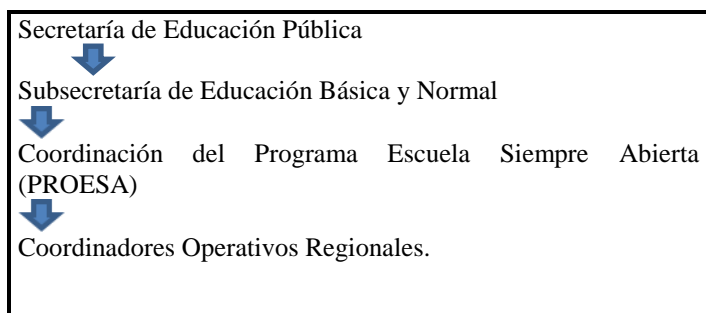 Secretaría de Educación Pública
Subsecretaría de Educación Básica y Normal
Coordinación del Programa Escuela Siempre Abierta
(PROESA)
Coordinadores Operativos Regionales.